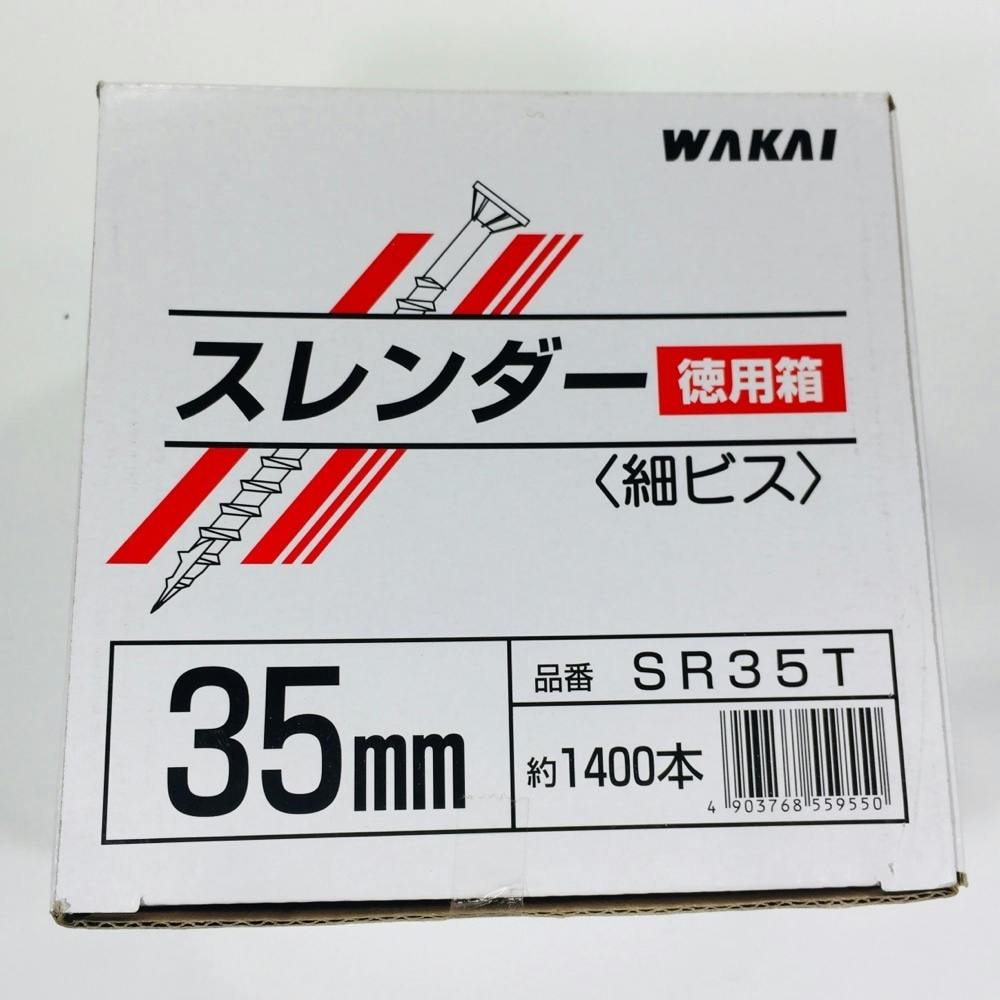 WAKAI
スレンダー 徳用箱
〈細ビス〉
35mm
品番 SR35T
約1400本
4 903768 559550